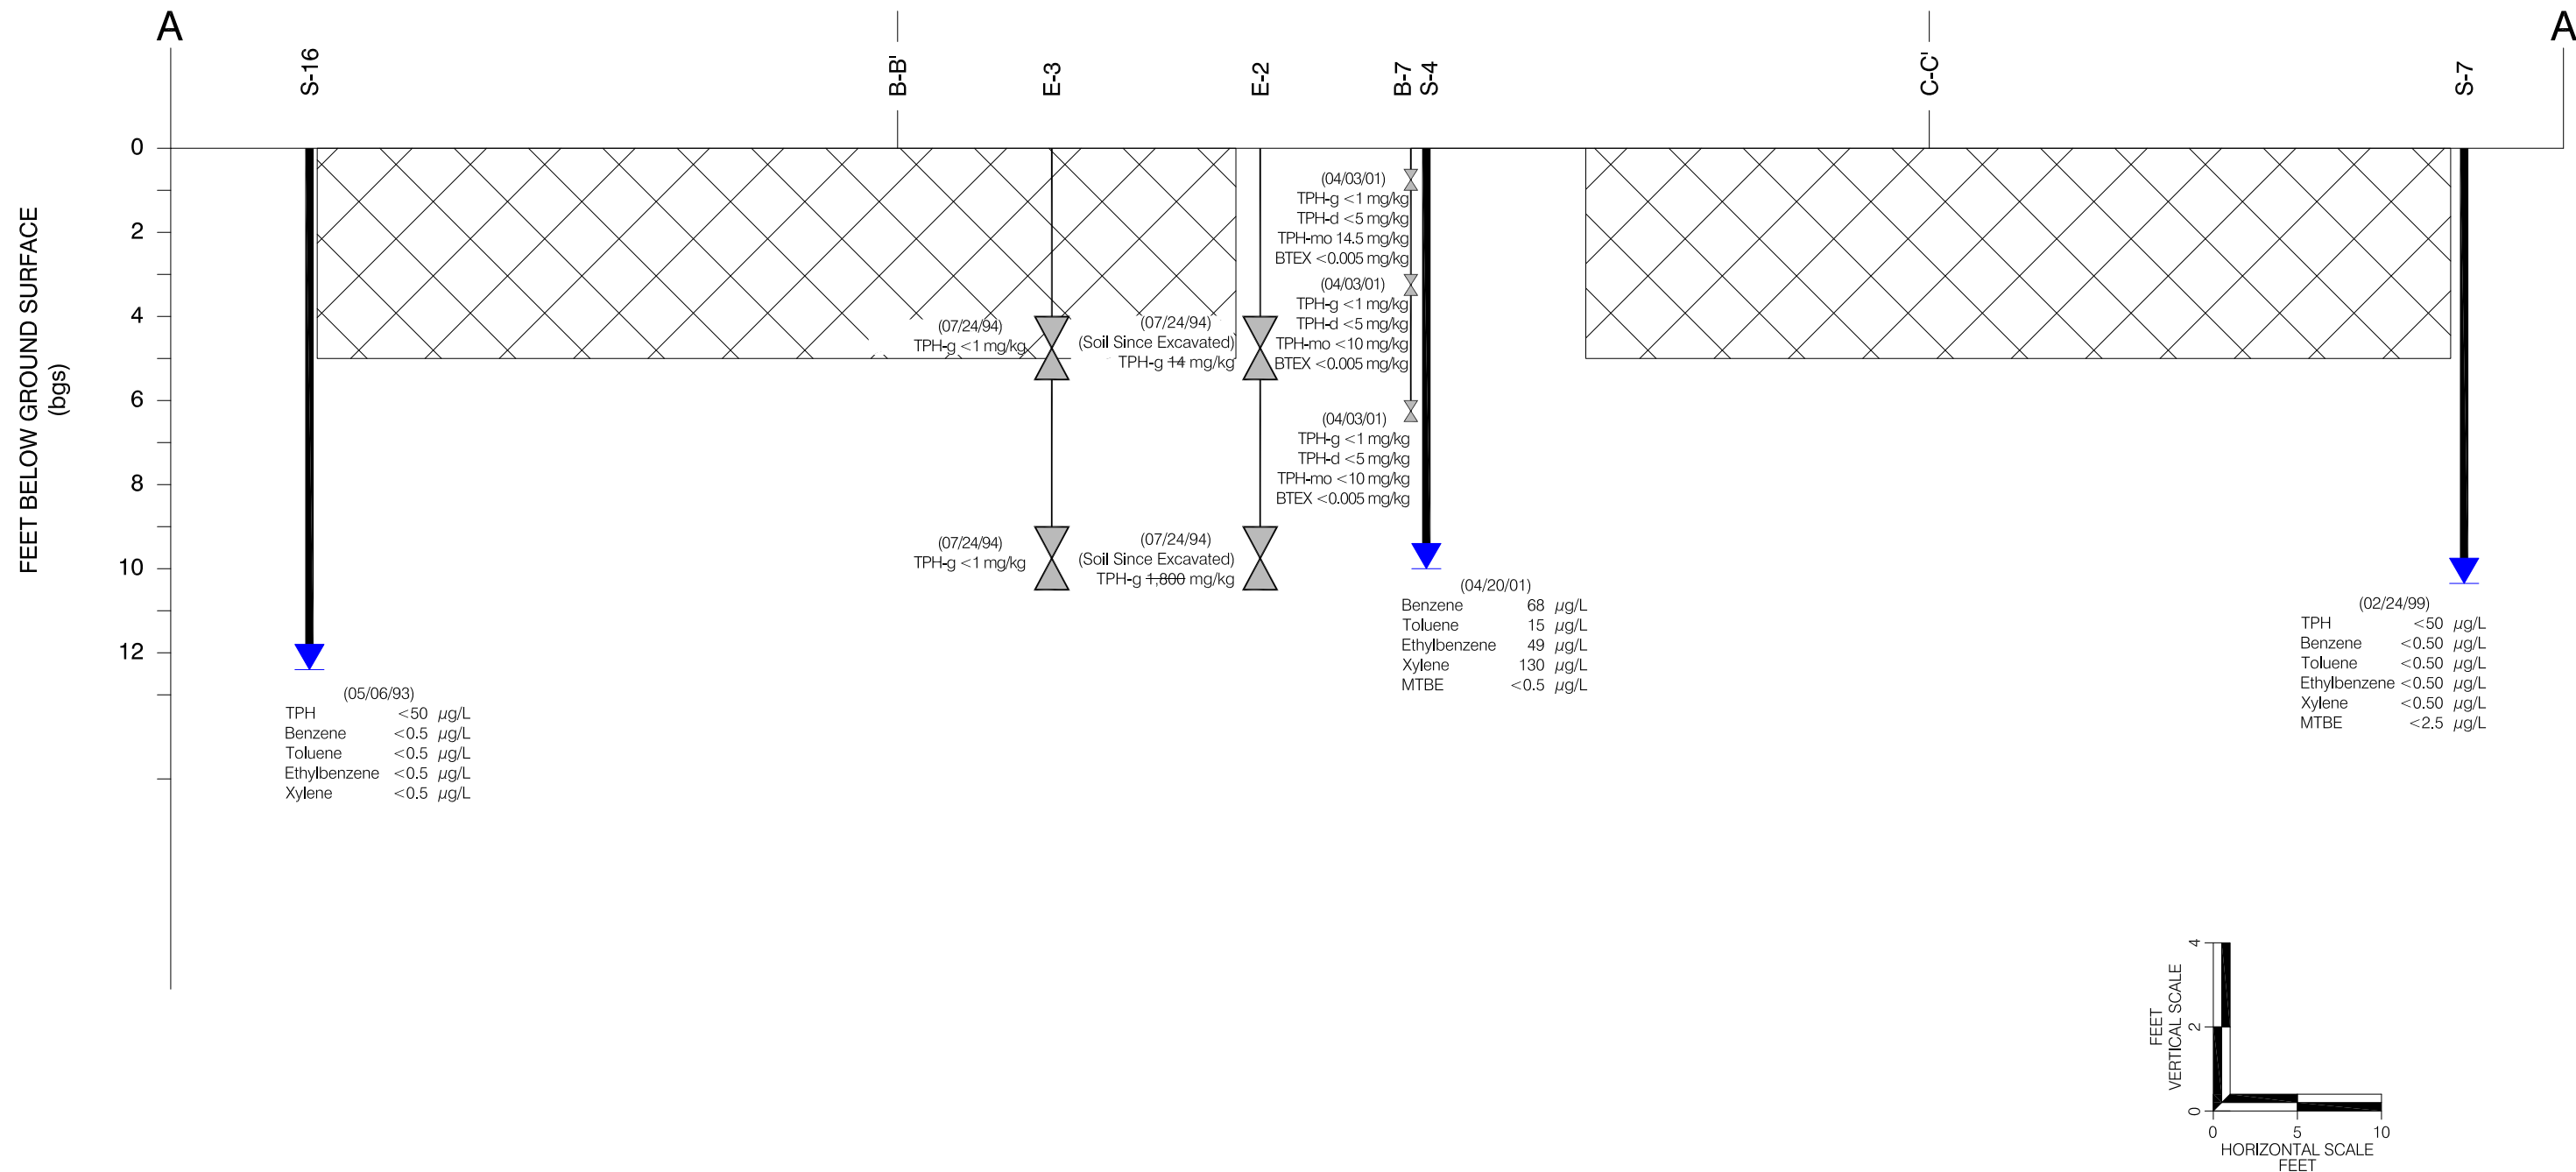 A
A
S-16
B-B'
E-3
E-2
B-7
S-4
C-C'
S-7
FEET BELOW GROUND SURFACE
(bgs)
0
2
4
6
8
10
12
(04/03/01)
TPH-g <1 mg/kg
TPH-d <5 mg/kg
TPH-mo 14.5 mg/kg
BTEX <0.005 mg/kg
(04/03/01)
TPH-g <1 mg/kg
TPH-d <5 mg/kg
TPH-mo <10 mg/kg
BTEX <0.005 mg/kg
(04/03/01)
TPH-g <1 mg/kg
TPH-d <5 mg/kg
TPH-mo <10 mg/kg
BTEX <0.005 mg/kg
(07/24/94)
TPH-g <1 mg/kg
(07/24/94)
(Soil Since Excavated)
TPH-g 14 mg/kg
(07/24/94)
TPH-g <1 mg/kg
(07/24/94)
(Soil Since Excavated)
TPH-g 1,800 mg/kg
(05/06/93)
TPH <50 µg/L
Benzene <0.5 µg/L
Toluene <0.5 µg/L
Ethylbenzene <0.5 µg/L
Xylene <0.5 µg/L
(04/20/01)
Benzene 68 µg/L
Toluene 15 µg/L
Ethylbenzene 49 µg/L
Xylene 130 µg/L
MTBE <0.5 µg/L
(02/24/99)
TPH <50 µg/L
Benzene <0.50 µg/L
Toluene <0.50 µg/L
Ethylbenzene <0.50 µg/L
Xylene <0.50 µg/L
MTBE <2.5 µg/L
FEET
VERTICAL SCALE
4
2
0
0 5 10
HORIZONTAL SCALE
FEET